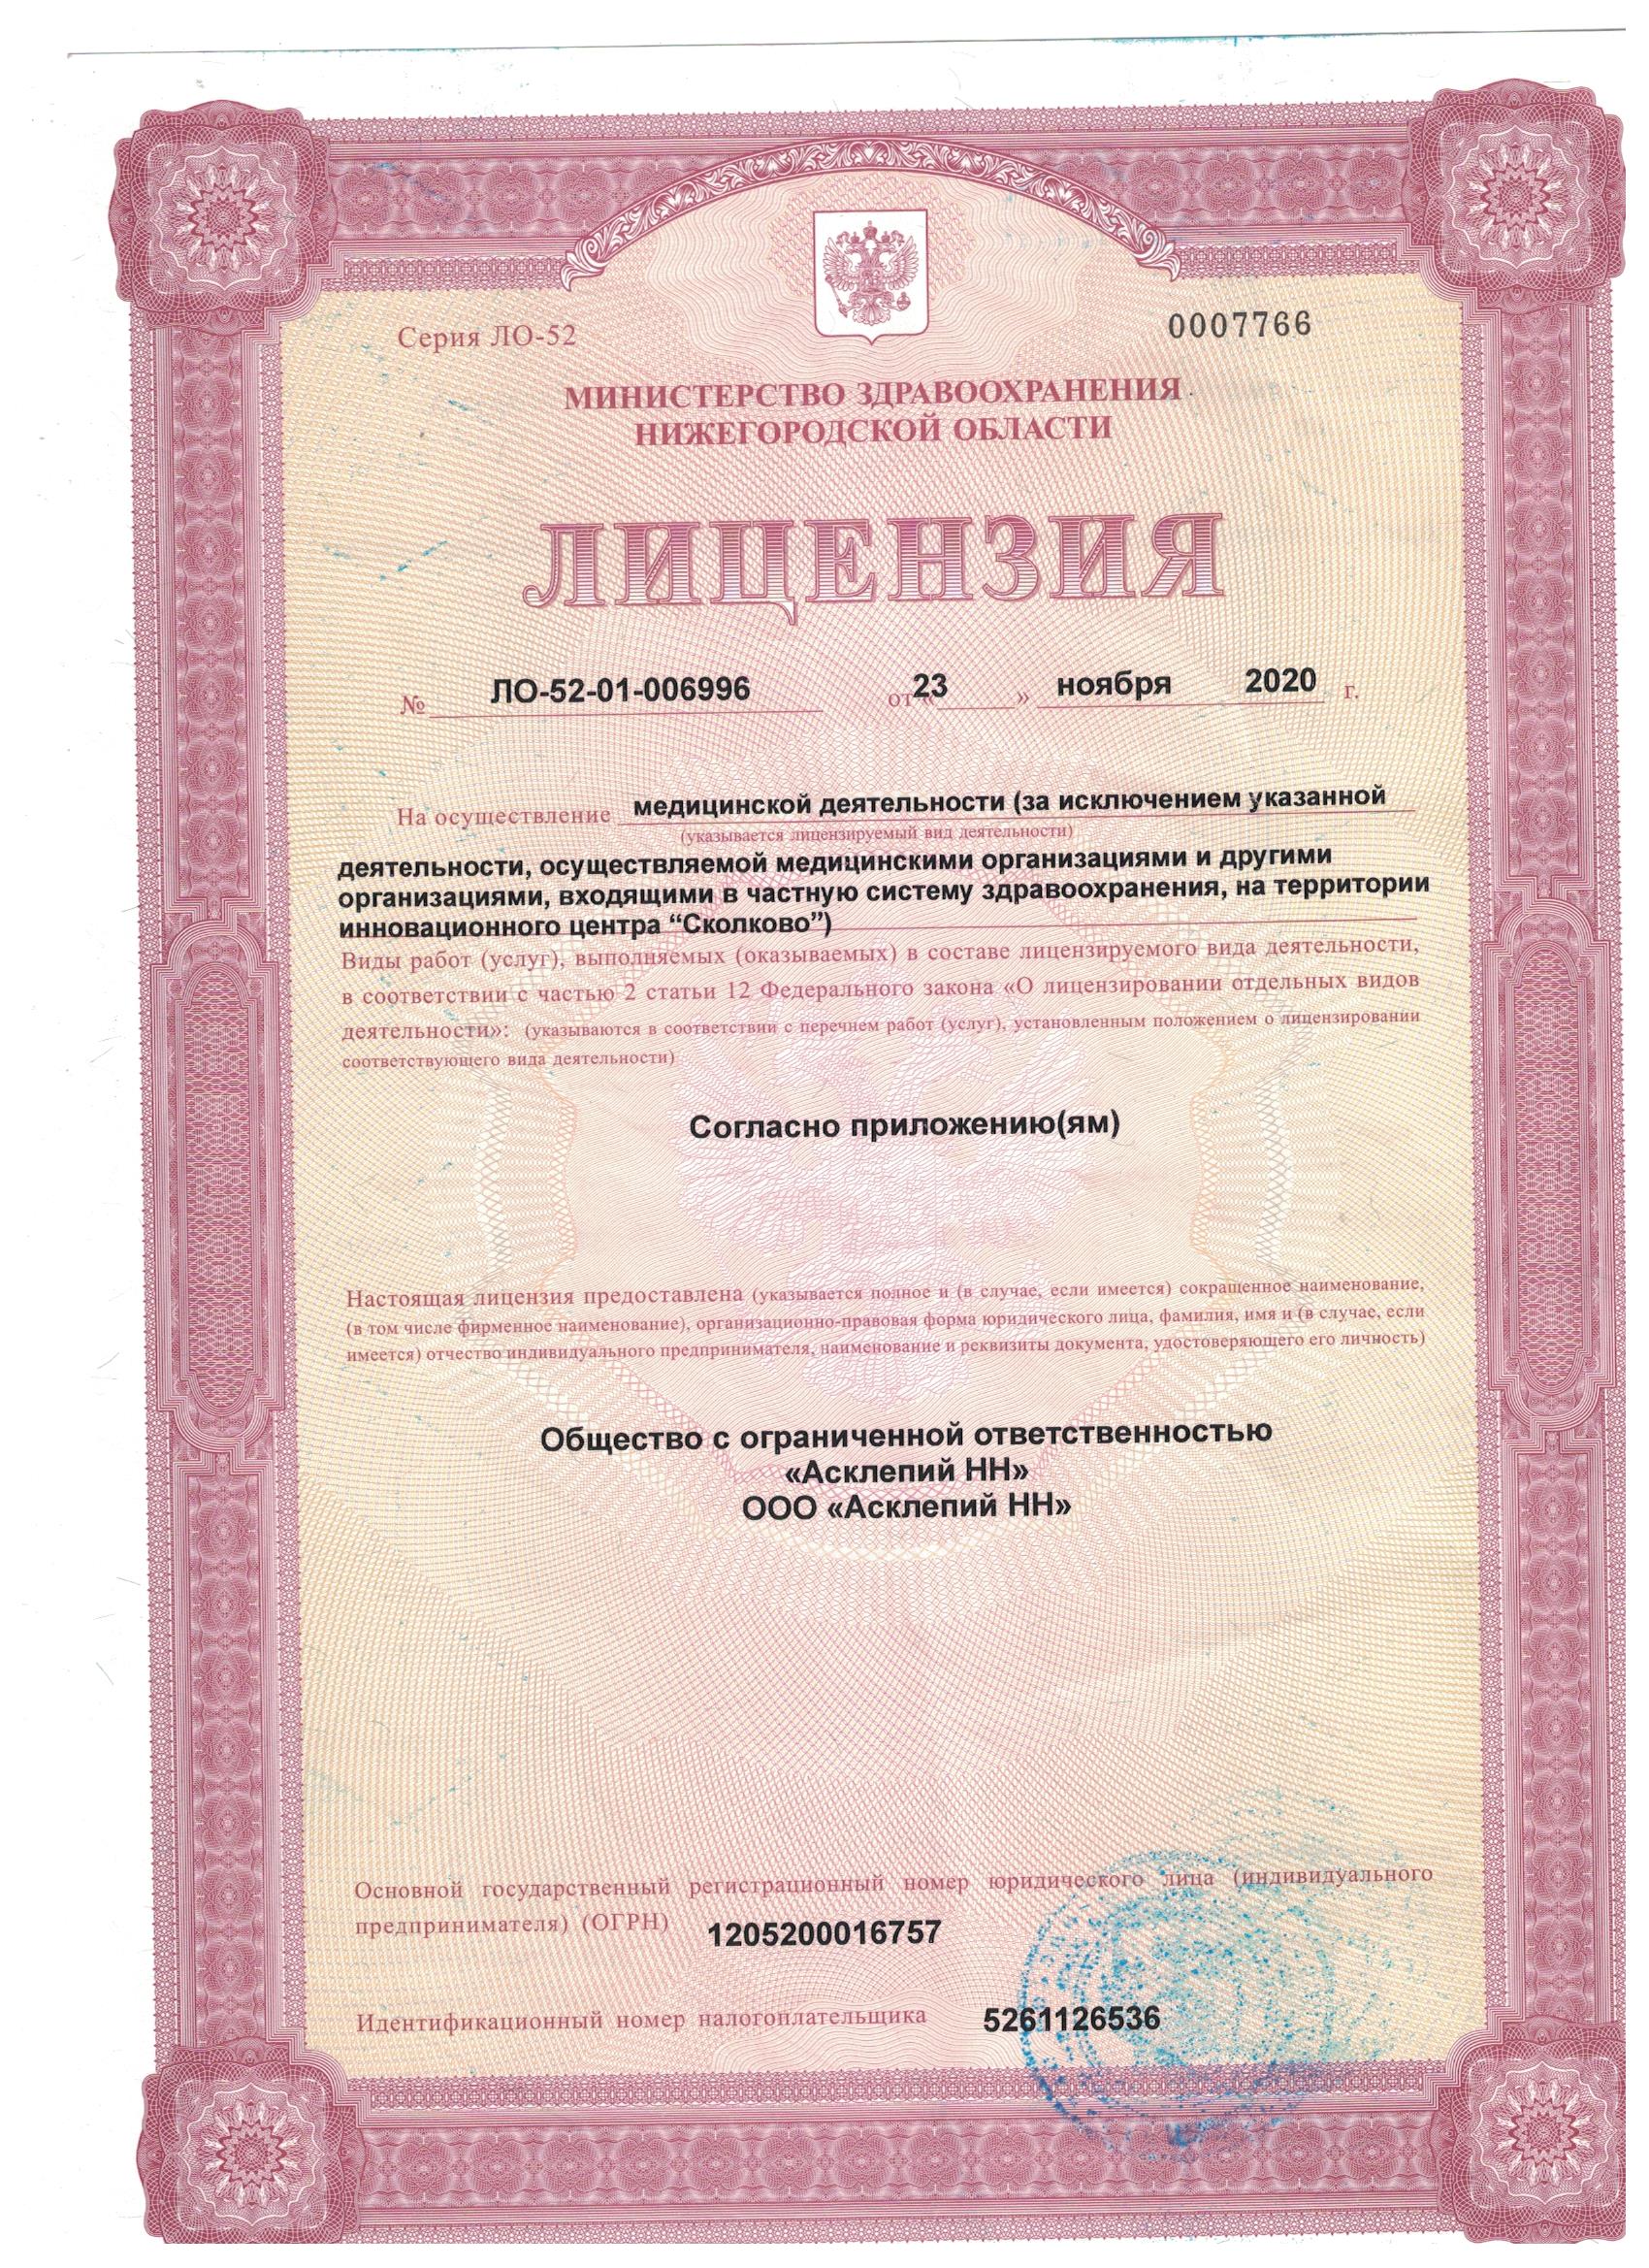 Серия ЛО-52
0007766
МИНИСТЕРСТВО ЗДРАВООХРАНЕНИЯ
НИЖЕГОРОДСКОЙ ОБЛАСТИ
ЛИЦЕНЗИЯ
№ ЛО-52-01-006996 от «23» ноября 2020 г.
На осуществление медицинской деятельности (за исключением указанной
(указывается лицензируемый вид деятельности)
деятельности, осуществляемой медицинскими организациями и другими
организациями, входящими в частную систему здравоохранения, на территории
инновационного центра “Сколково”)
Виды работ (услуг), выполняемых (оказываемых) в составе лицензируемого вида деятельности,
в соответствии с частью 2 статьи 12 Федерального закона «О лицензировании отдельных видов
деятельности»: (указываются в соответствии с перечнем работ (услуг), установленным положением о лицензировании
соответствующего вида деятельности)
Согласно приложению(ям)
Настоящая лицензия предоставлена (указывается полное и (в случае, если имеется) сокращенное наименование,
(в том числе фирменное наименование), организационно-правовая форма юридического лица, фамилия, имя и (в случае, если
имеется) отчество индивидуального предпринимателя, наименование и реквизиты документа, удостоверяющего его личность)
Общество с ограниченной ответственностью
«Асклепий НН»
ООО «Асклепий НН»
Основной государственный регистрационный номер юридического лица (индивидуального
предпринимателя) (ОГРН) 1205200016757
Идентификационный номер налогоплательщика 5261126536